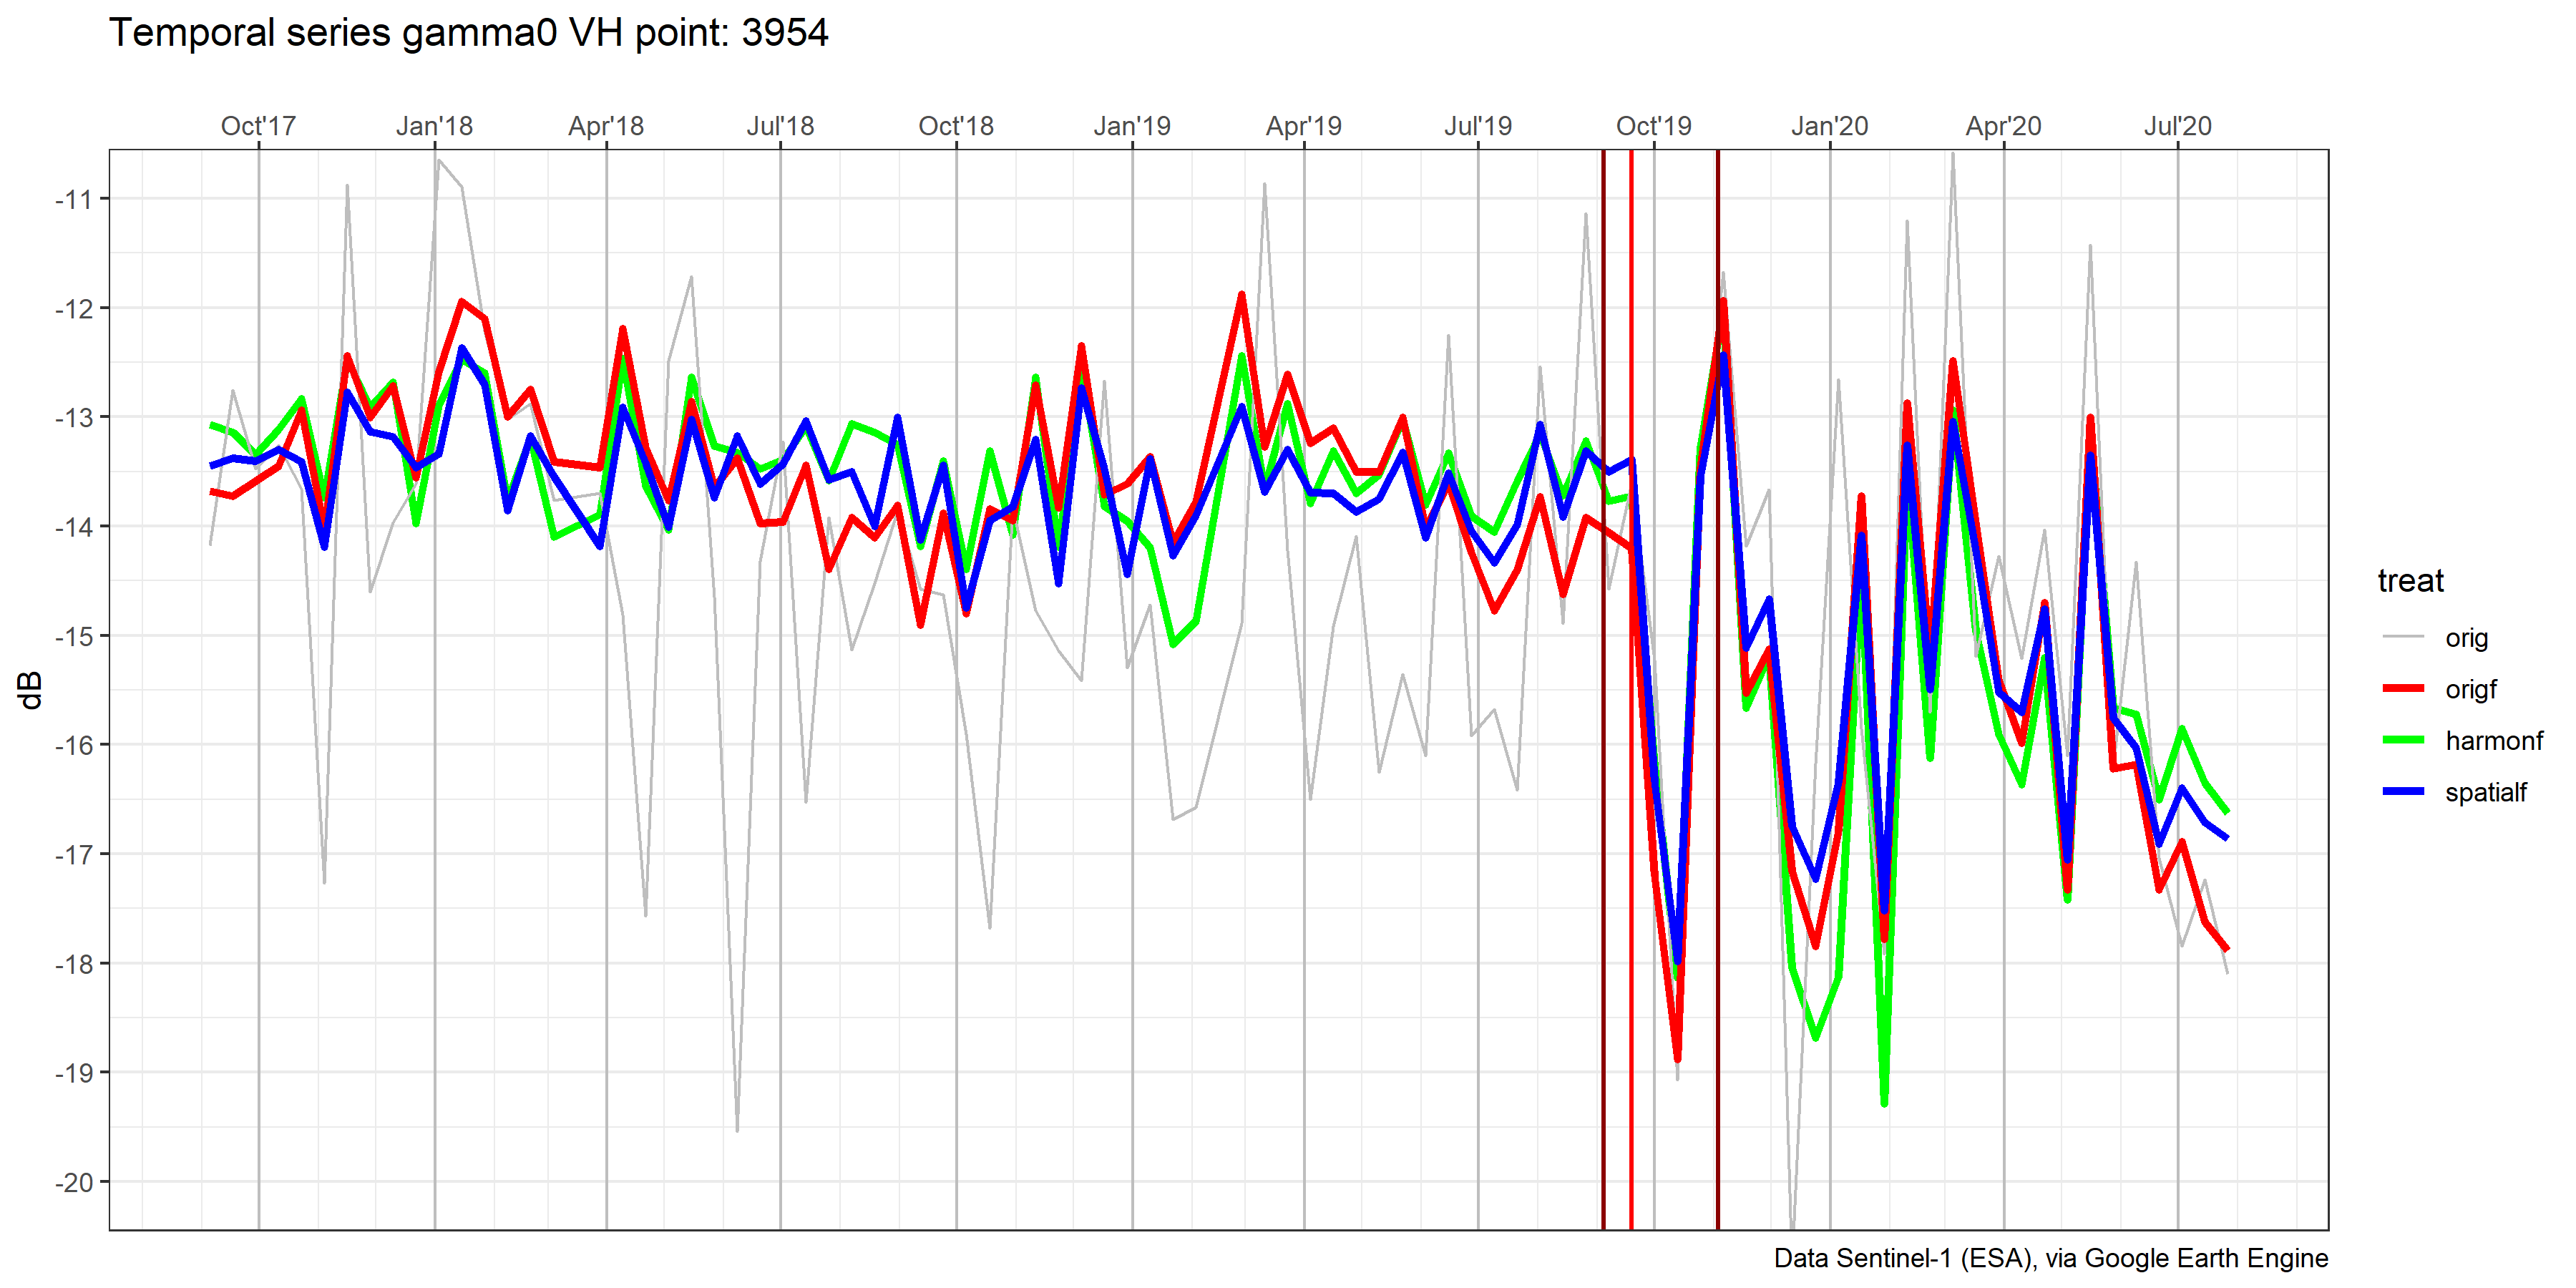 Temporal series gamma0 VH point: 3954
Oct'17 Jan'18 Apr'18 Jul'18 Oct'18 Jan'19 Apr'19 Jul'19 Oct'19 Jan'20 Apr'20 Jul'20
-11
-12
-13
-14
-15
-16
-17
-18
-19
-20
dB
treat
orig
origf
harmonf
spatialf
Data Sentinel-1 (ESA), via Google Earth Engine